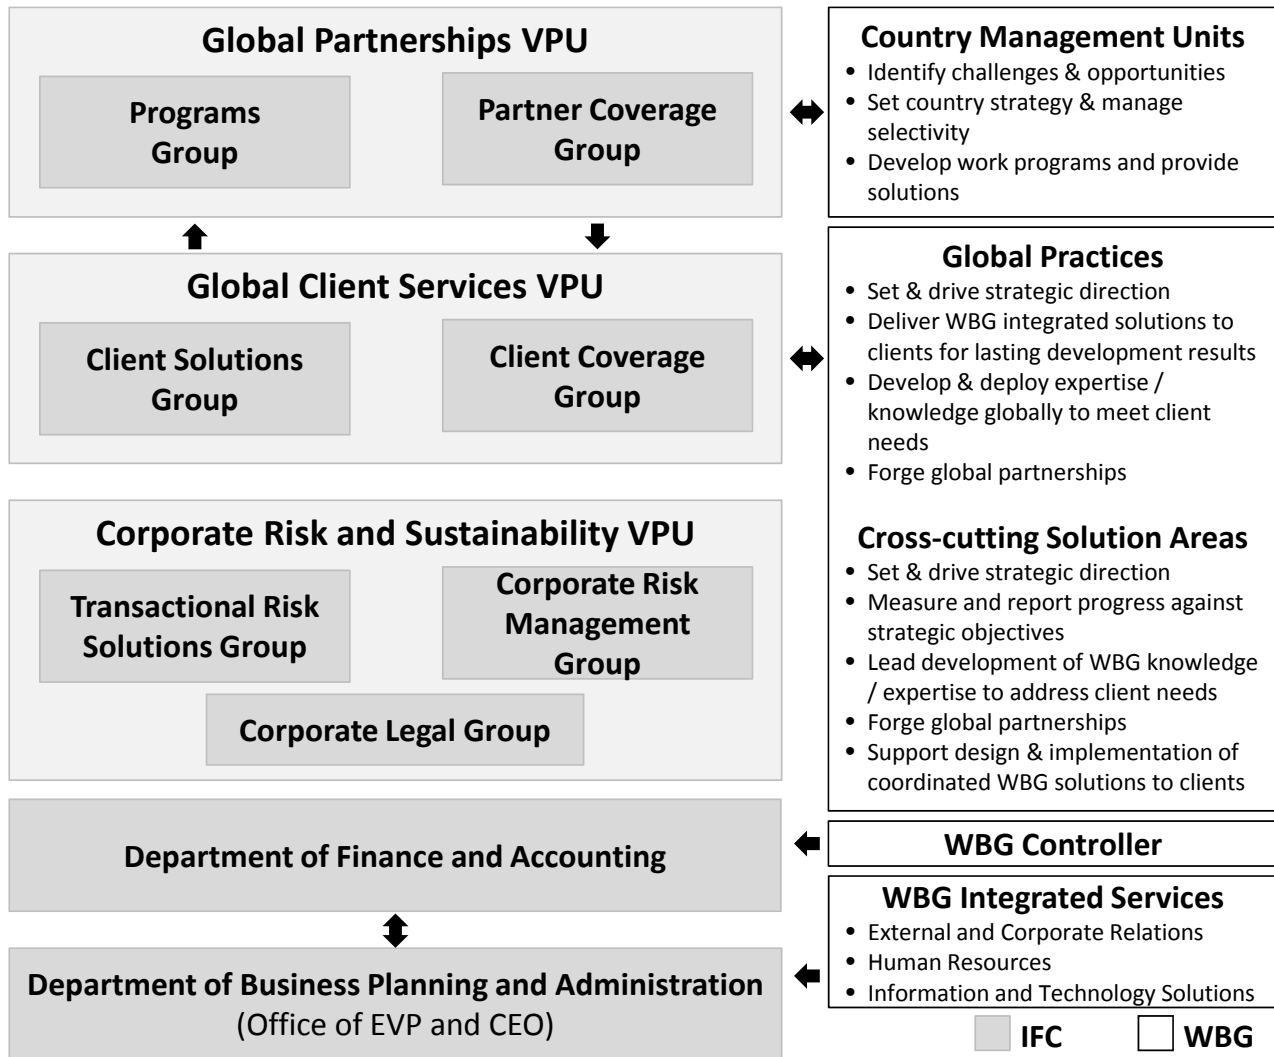 Global Partnerships VPU
Programs
Group
Partner Coverage
Group
Country Management Units
• Identify challenges & opportunities
• Set country strategy & manage
selectivity
• Develop work programs and provide
solutions
Global Client Services VPU
Client Solutions
Group
Client Coverage
Group
Global Practices
• Set & drive strategic direction
• Deliver WBG integrated solutions to
clients for lasting development results
• Develop & deploy expertise /
knowledge globally to meet client
needs
• Forge global partnerships
Corporate Risk and Sustainability VPU
Transactional Risk
Solutions Group
Corporate Risk
Management
Group
Corporate Legal Group
Cross-cutting Solution Areas
• Set & drive strategic direction
• Measure and report progress against
strategic objectives
• Lead development of WBG knowledge
/ expertise to address client needs
• Forge global partnerships
• Support design & implementation of
coordinated WBG solutions to clients
Department of Finance and Accounting
WBG Controller
Department of Business Planning and Administration
(Office of EVP and CEO)
WBG Integrated Services
• External and Corporate Relations
• Human Resources
• Information and Technology Solutions
IFC
WBG